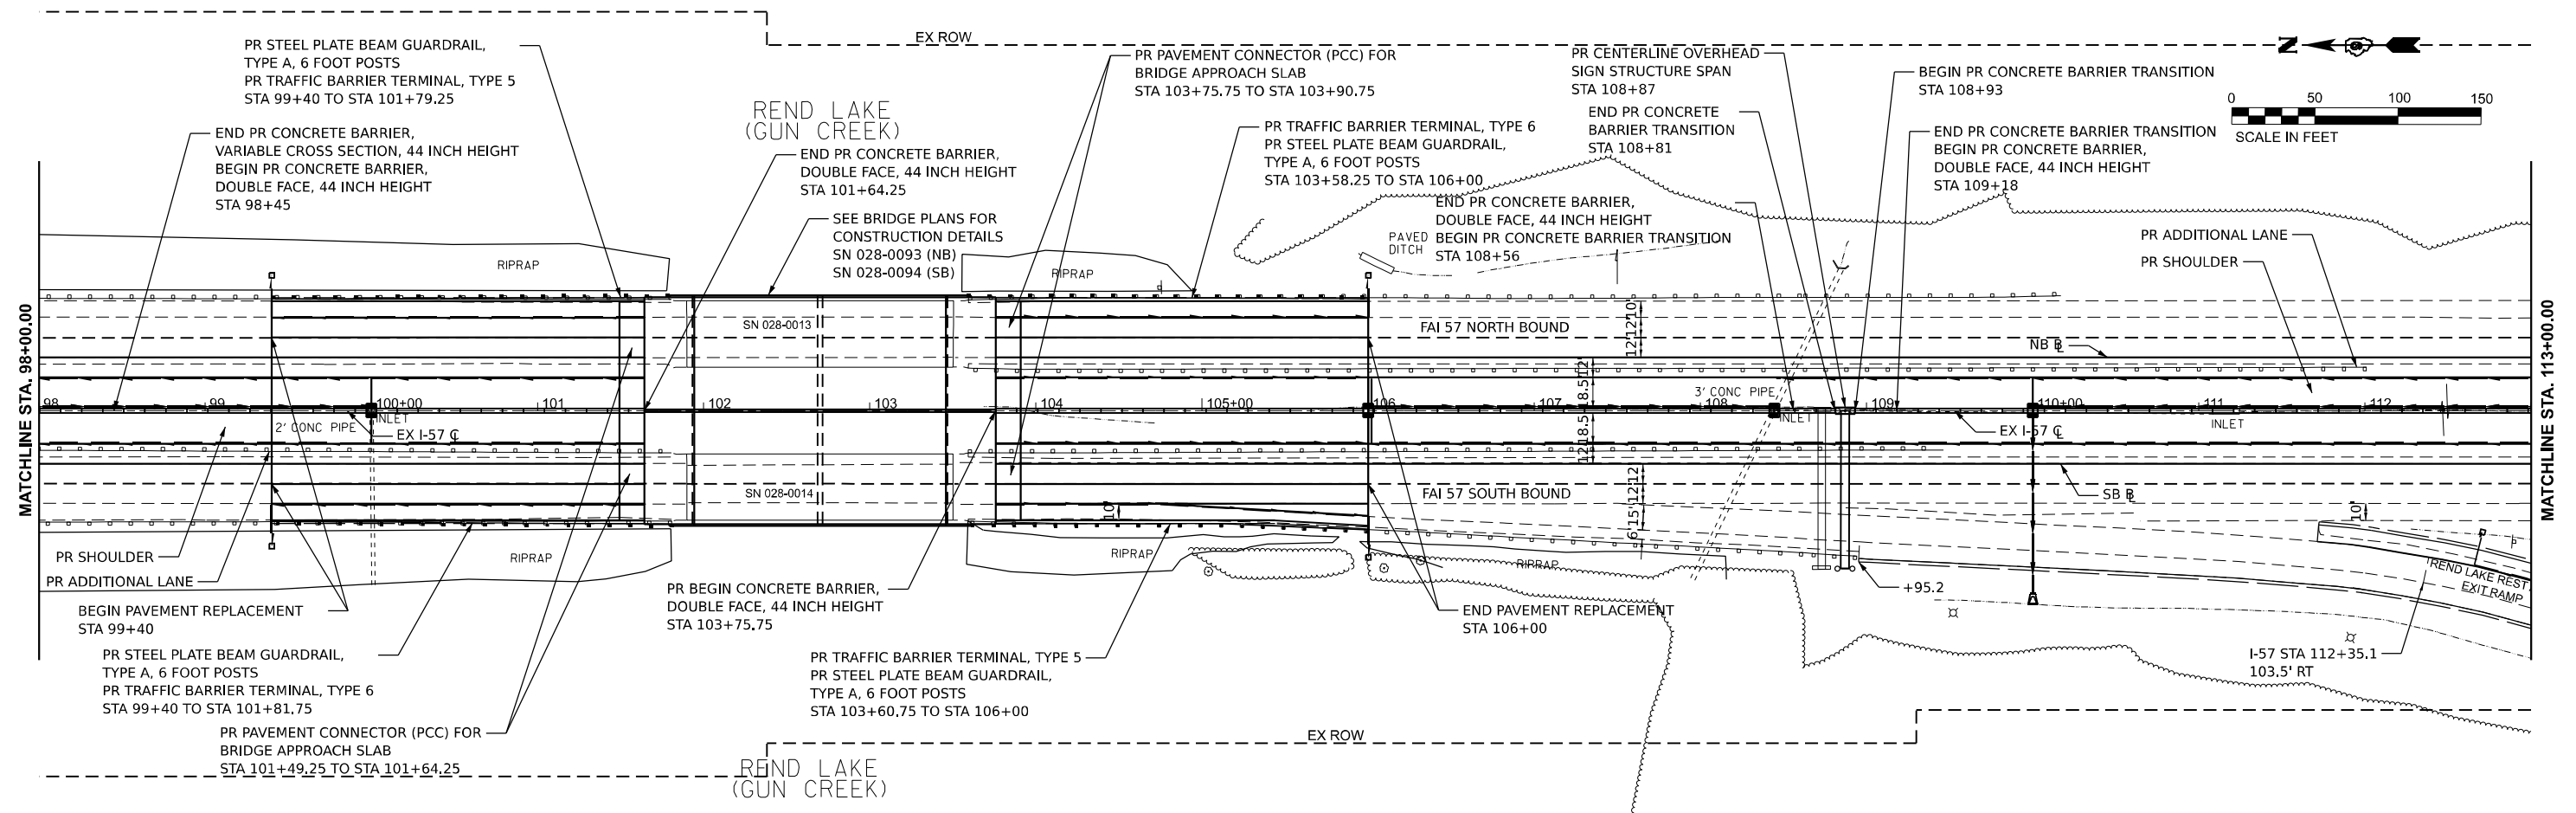 EX ROW
PR STEEL PLATE BEAM GUARDRAIL,
TYPE A, 6 FOOT POSTS
PR TRAFFIC BARRIER TERMINAL, TYPE 5
STA 99+40 TO STA 101+79.25
END PR CONCRETE BARRIER,
VARIABLE CROSS SECTION, 44 INCH HEIGHT
BEGIN PR CONCRETE BARRIER,
DOUBLE FACE, 44 INCH HEIGHT
STA 98+45
REND LAKE
(GUN CREEK)
END PR CONCRETE BARRIER,
DOUBLE FACE, 44 INCH HEIGHT
STA 101+64.25
SEE BRIDGE PLANS FOR
CONSTRUCTION DETAILS
SN 028-0093 (NB)
SN 028-0094 (SB)
PR PAVEMENT CONNECTOR (PCC) FOR
BRIDGE APPROACH SLAB
STA 103+75.75 TO STA 103+90.75
PR TRAFFIC BARRIER TERMINAL, TYPE 6
PR STEEL PLATE BEAM GUARDRAIL,
TYPE A, 6 FOOT POSTS
STA 103+58.25 TO STA 106+00
PR CENTERLINE OVERHEAD
SIGN STRUCTURE SPAN
STA 108+87
END PR CONCRETE
BARRIER TRANSITION
STA 108+81
END PR CONCRETE BARRIER,
DOUBLE FACE, 44 INCH HEIGHT
BEGIN PR CONCRETE BARRIER TRANSITION
STA 108+56
PAVED
DITCH
BEGIN PR CONCRETE BARRIER TRANSITION
STA 108+93
END PR CONCRETE BARRIER TRANSITION
BEGIN PR CONCRETE BARRIER,
DOUBLE FACE, 44 INCH HEIGHT
STA 109+18
N
0 50 100 150
SCALE IN FEET
PR ADDITIONAL LANE
PR SHOULDER
RIPRAP
RIPRAP
MATCHLINE STA. 98+00.00
MATCHLINE STA. 113+00.00
SN 028-0013
FAI 57 NORTH BOUND
12'12'10'
NB BL
98 99 100+00 101 102 103 104 105+00 106 107 108 109 110+00 111 112
2' CONC PIPE
INLET
EX I-57 CL
3' CONC PIPE
INLET
12'18.5'18.5'12'
EX I-57 CL
INLET
SN 028-0014
FAI 57 SOUTH BOUND
6'15'12'12'
SB BL
10'
10'
RIPRAP
RIPRAP
RIPRAP
+95.2
REND LAKE REST
EXIT RAMP
PR SHOULDER
PR ADDITIONAL LANE
BEGIN PAVEMENT REPLACEMENT
STA 99+40
PR STEEL PLATE BEAM GUARDRAIL,
TYPE A, 6 FOOT POSTS
PR TRAFFIC BARRIER TERMINAL, TYPE 6
STA 99+40 TO STA 101+81.75
PR PAVEMENT CONNECTOR (PCC) FOR
BRIDGE APPROACH SLAB
STA 101+49.25 TO STA 101+64.25
PR BEGIN CONCRETE BARRIER,
DOUBLE FACE, 44 INCH HEIGHT
STA 103+75.75
PR TRAFFIC BARRIER TERMINAL, TYPE 5
PR STEEL PLATE BEAM GUARDRAIL,
TYPE A, 6 FOOT POSTS
STA 103+60.75 TO STA 106+00
END PAVEMENT REPLACEMENT
STA 106+00
I-57 STA 112+35.1
103.5' RT
EX ROW
REND LAKE
(GUN CREEK)